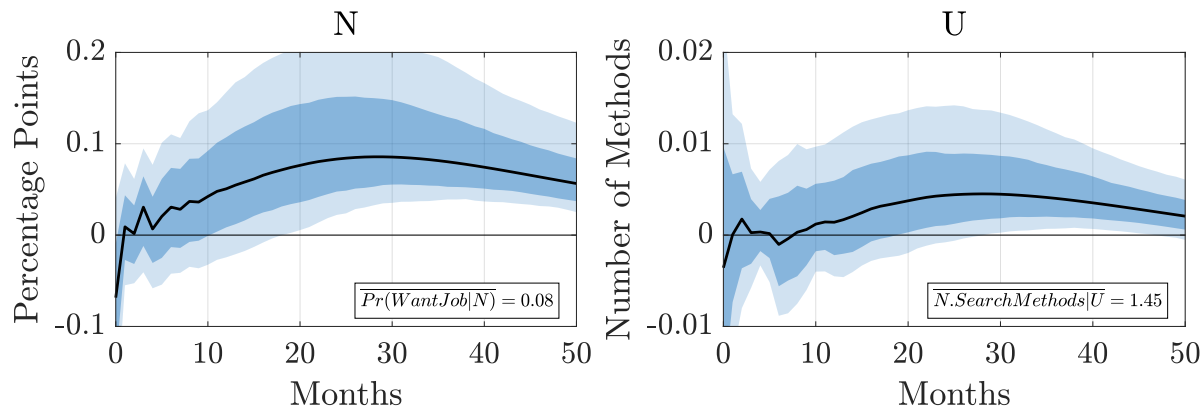 N
Percentage Points
0.2
0.1
0
-0.1
0 10 20 30 40 50
Months
Pr(WantJob|N) = 0.08
U
Number of Methods
0.02
0.01
0
-0.01
0 10 20 30 40 50
Months
N.SearchMethods|U = 1.45